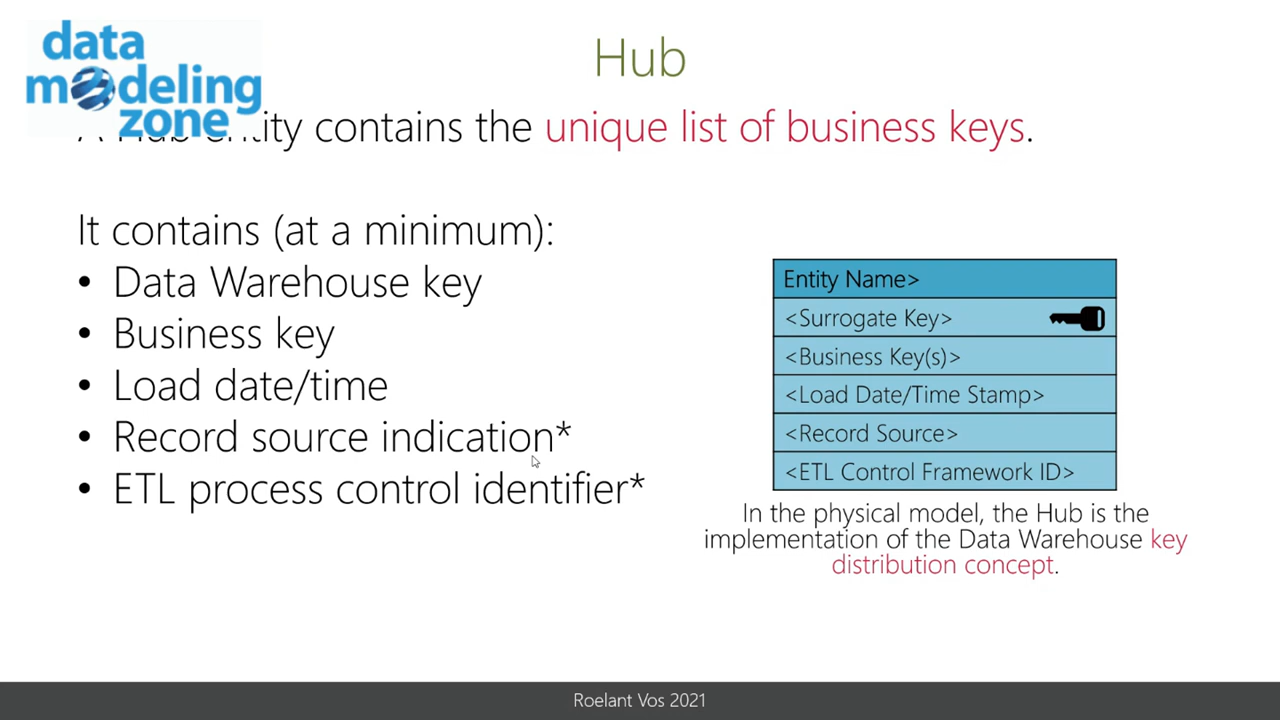 data
modeling
zone
Hub
A Hub entity contains the unique list of business keys.
It contains (at a minimum):
• Data Warehouse key
• Business key
• Load date/time
• Record source indication*
• ETL process control identifier*
Entity Name>
<Surrogate Key>
<Business Key(s)>
<Load Date/Time Stamp>
<Record Source>
<ETL Control Framework ID>
In the physical model, the Hub is the
implementation of the Data Warehouse key
distribution concept.
Roelant Vos 2021